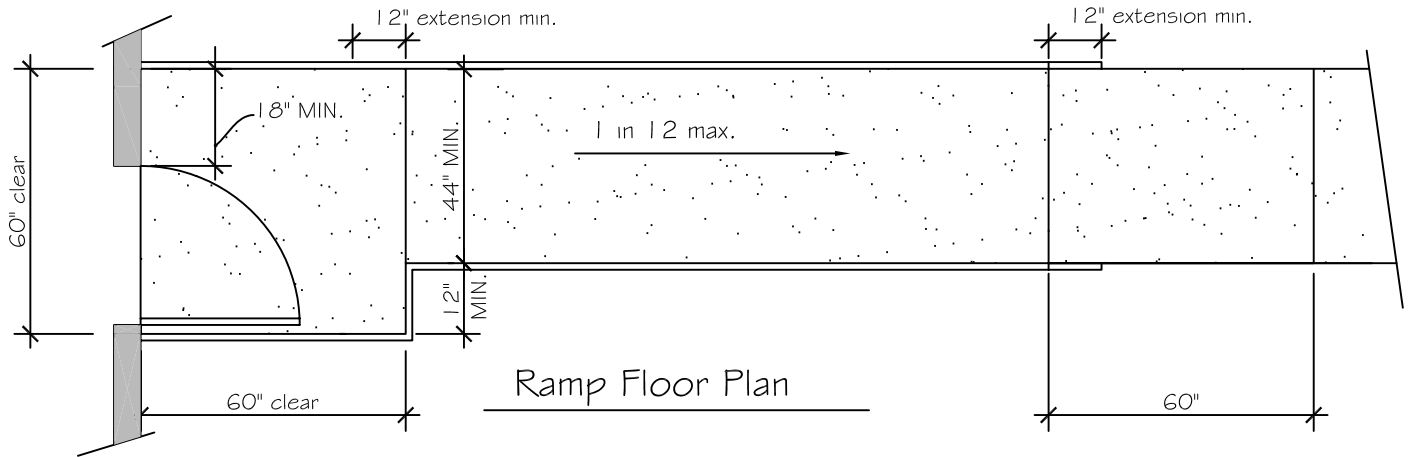 12" extension min.
12" extension min.
18" MIN.
1 in 12 max.
60" clear
44" MIN.
12"
MIN.
Ramp Floor Plan
60" clear
60"